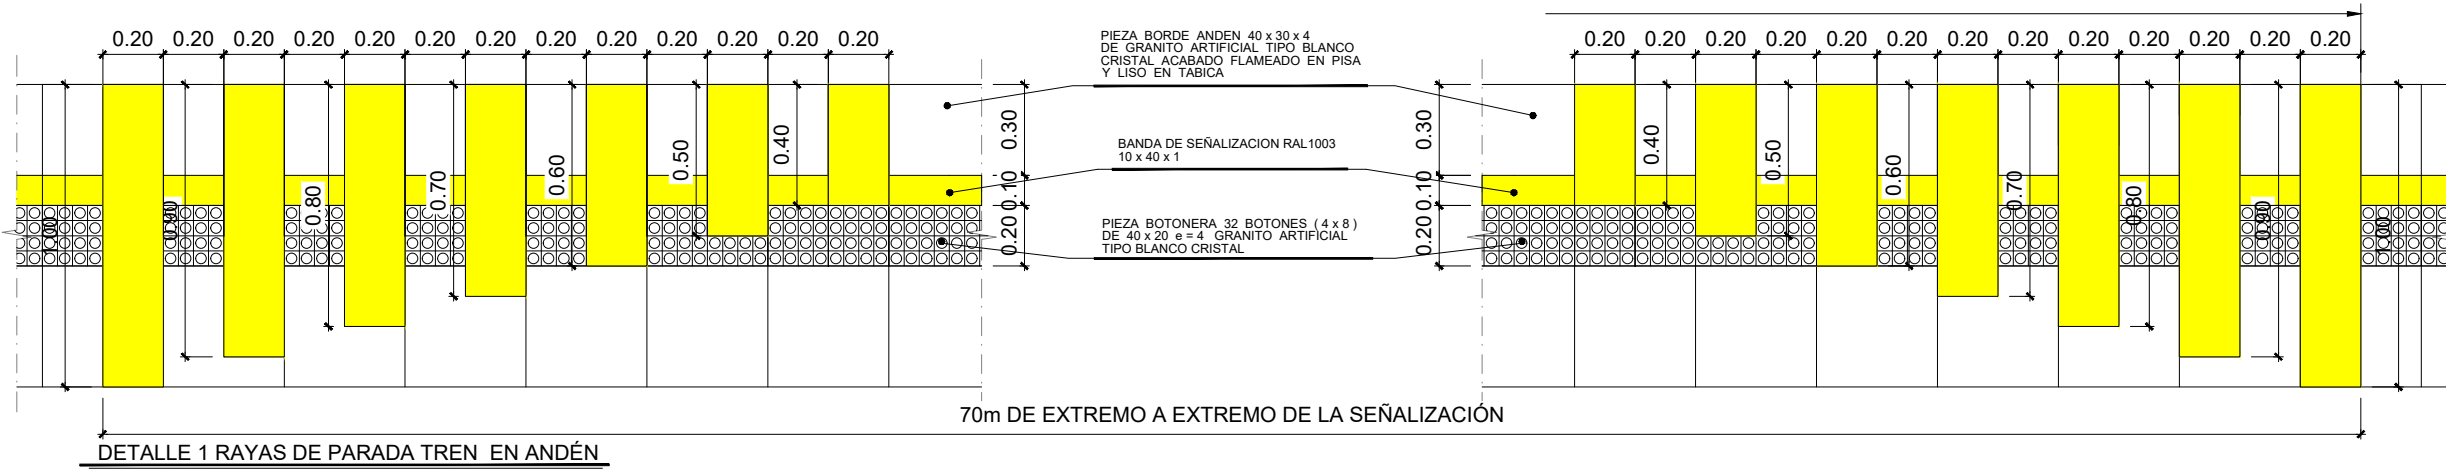 0.20 0.20 0.20 0.20 0.20 0.20 0.20 0.20 0.20 0.20 0.20 0.20 0.20
PIEZA BORDE ANDEN 40 x 30 x 4
DE GRANITO ARTIFICIAL TIPO BLANCO
CRISTAL ACABADO FLAMEADO EN PISA
Y LISO EN TABICA
0.20 0.20 0.20 0.20 0.20 0.20 0.20 0.20 0.20 0.20 0.20 0.20 0.20
1.00
0.90
0.80
0.70
0.60
0.50
0.40
0.30
0.10
0.20
BANDA DE SEÑALIZACION RAL1003
10 x 40 x 1
PIEZA BOTONERA 32 BOTONES ( 4 x 8 )
DE 40 x 20 e = 4 GRANITO ARTIFICIAL
TIPO BLANCO CRISTAL
0.30
0.10
0.20
0.40
0.50
0.60
0.70
0.80
0.90
1.00
70m DE EXTREMO A EXTREMO DE LA SEÑALIZACIÓN
DETALLE 1 RAYAS DE PARADA TREN EN ANDÉN